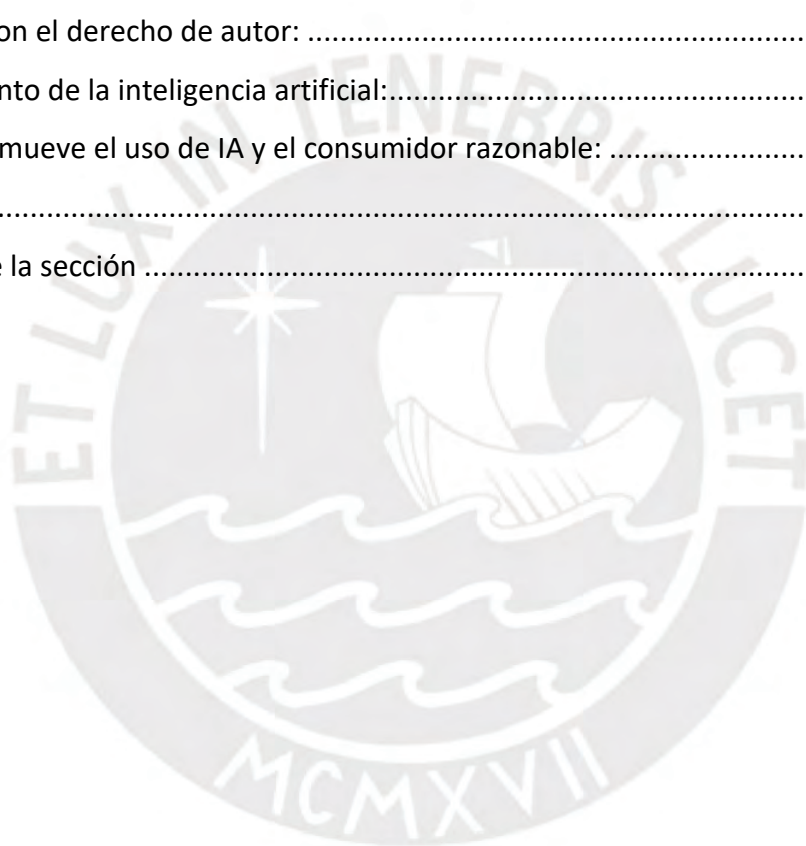 on el derecho de autor: ................................................................
nto de la inteligencia artificial:................................................................
mueve el uso de IA y el consumidor razonable: ................................
................................................................................................
e la sección ................................................................................
ET LUX IN TENEBRIS LUCET
MCMXVII